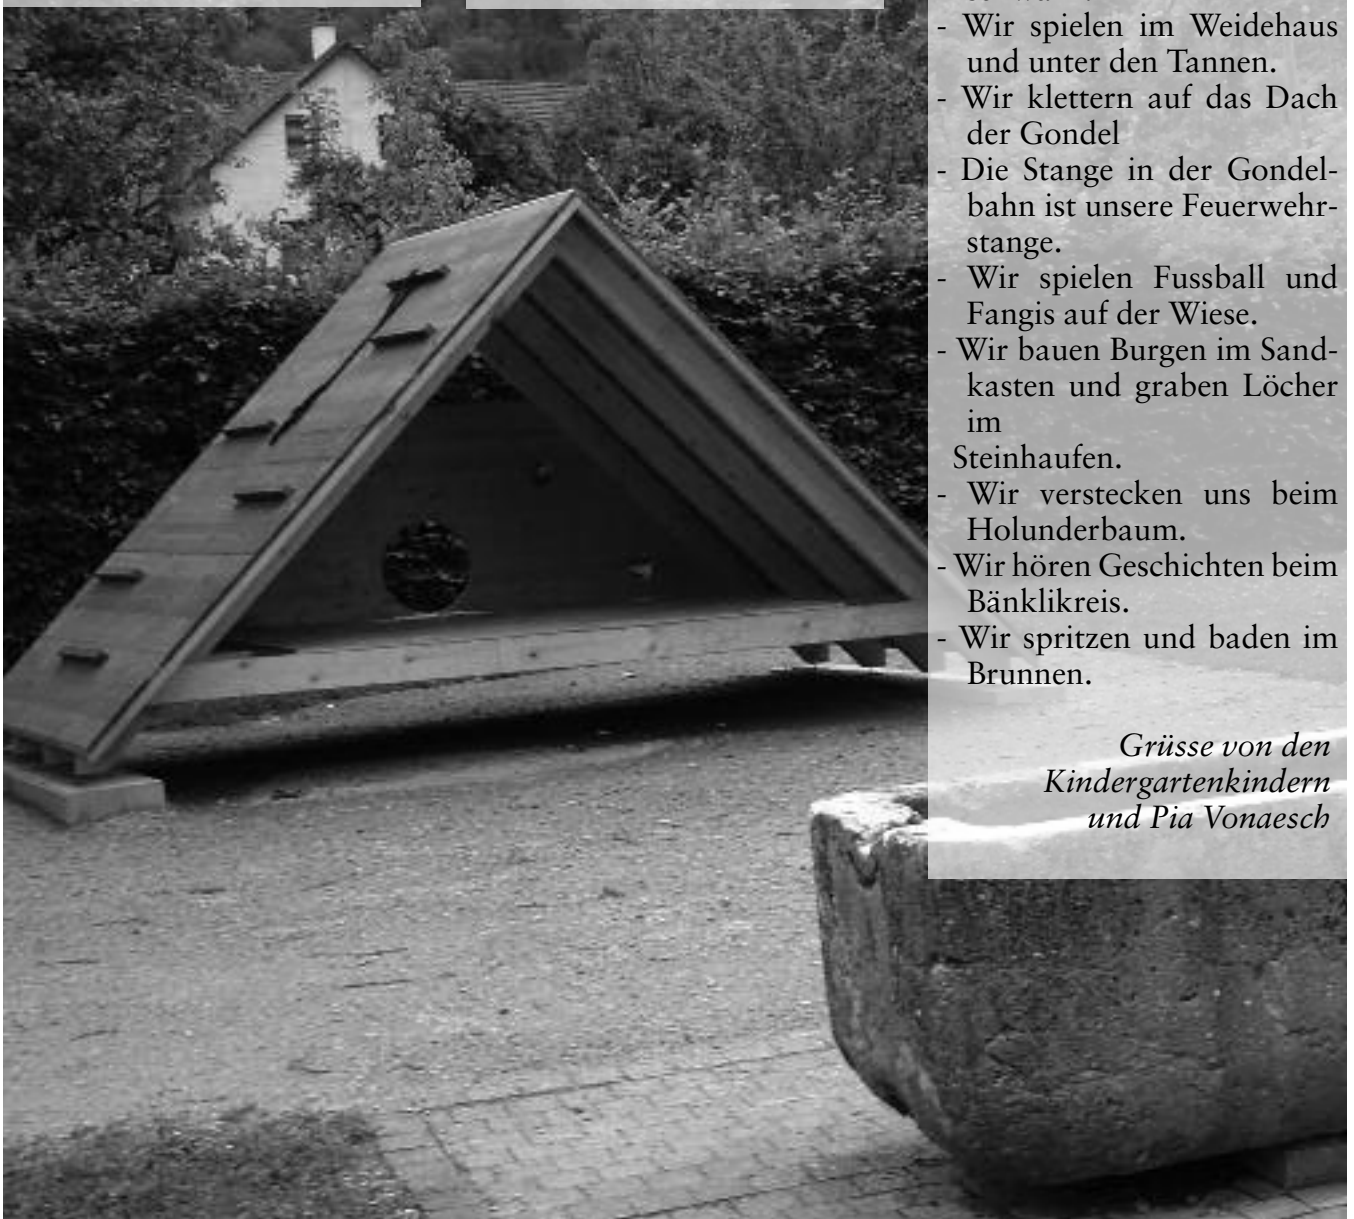 - Wir spielen im Weidehaus
und unter den Tannen.
- Wir klettern auf das Dach
der Gondel
- Die Stange in der Gondel-
bahn ist unsere Feuerwehr-
stange.
- Wir spielen Fussball und
Fangis auf der Wiese.
- Wir bauen Burgen im Sand-
kasten und graben Löcher
im
Steinhaufen.
- Wir verstecken uns beim
Holunderbaum.
- Wir hören Geschichten beim
Bänklikreis.
- Wir spritzen und baden im
Brunnen.
Grüsse von den
Kindergartenkindern
und Pia Vonaesch